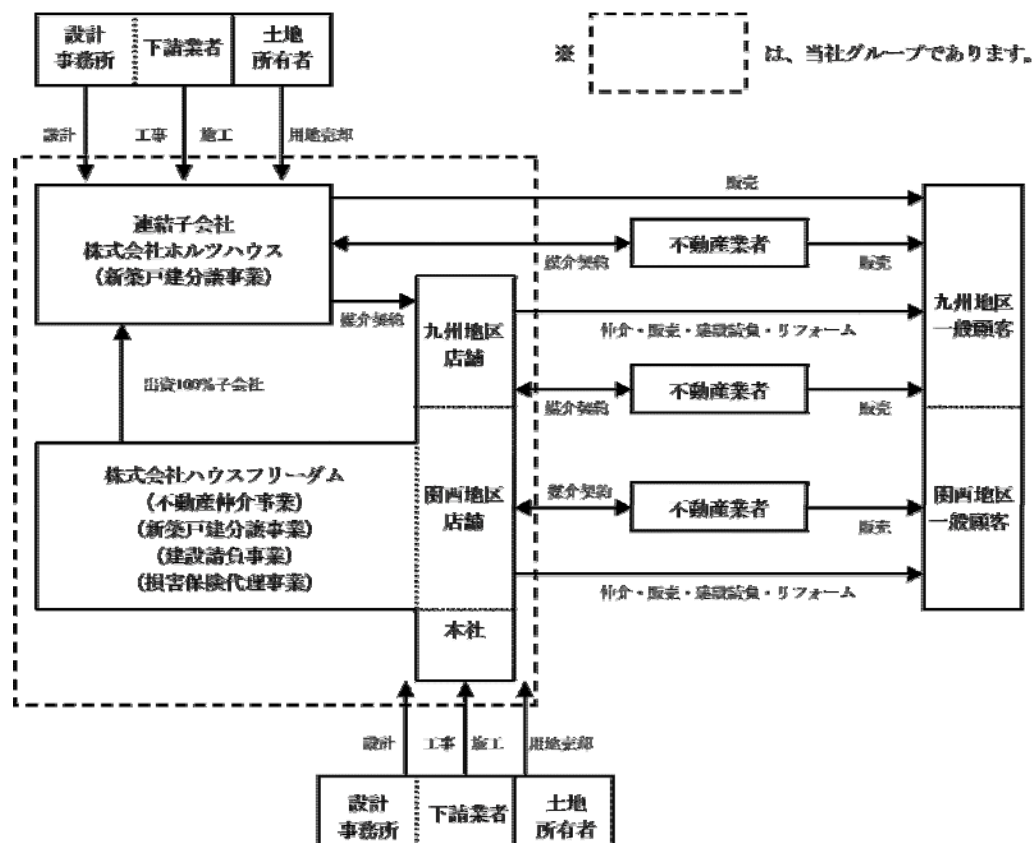 設計
事務所
下請業者
土地
所有者
※
は、当社グループであります。
設計
工事
施工
用地売却
連結子会社
株式会社ホルツハウス
(新築戸建分譲事業)
販売
不動産業者
媒介契約
販売
媒介契約
九州地区
店舗
仲介・販売・建設請負・リフォーム
九州地区
一般顧客
出資100%子会社
不動産業者
媒介契約
販売
株式会社ハウスフリーダム
(不動産仲介事業)
(新築戸建分譲事業)
(建設請負事業)
(損害保険代理事業)
関西地区
店舗
媒介契約
不動産業者
販売
関西地区
一般顧客
仲介・販売・建設請負・リフォーム
本社
設計
工事
施工
用地売却
設計
事務所
下請業者
土地
所有者